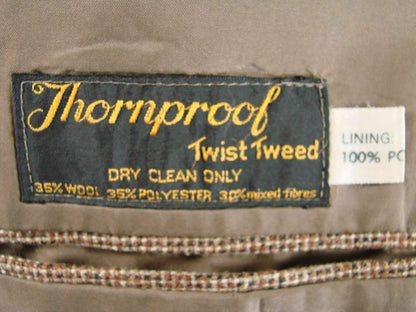 Thornproof
Twist Tweed
DRY CLEAN ONLY
35% WOOL 35% POLYESTER 30% mixed fibres
LINING:
100% PO